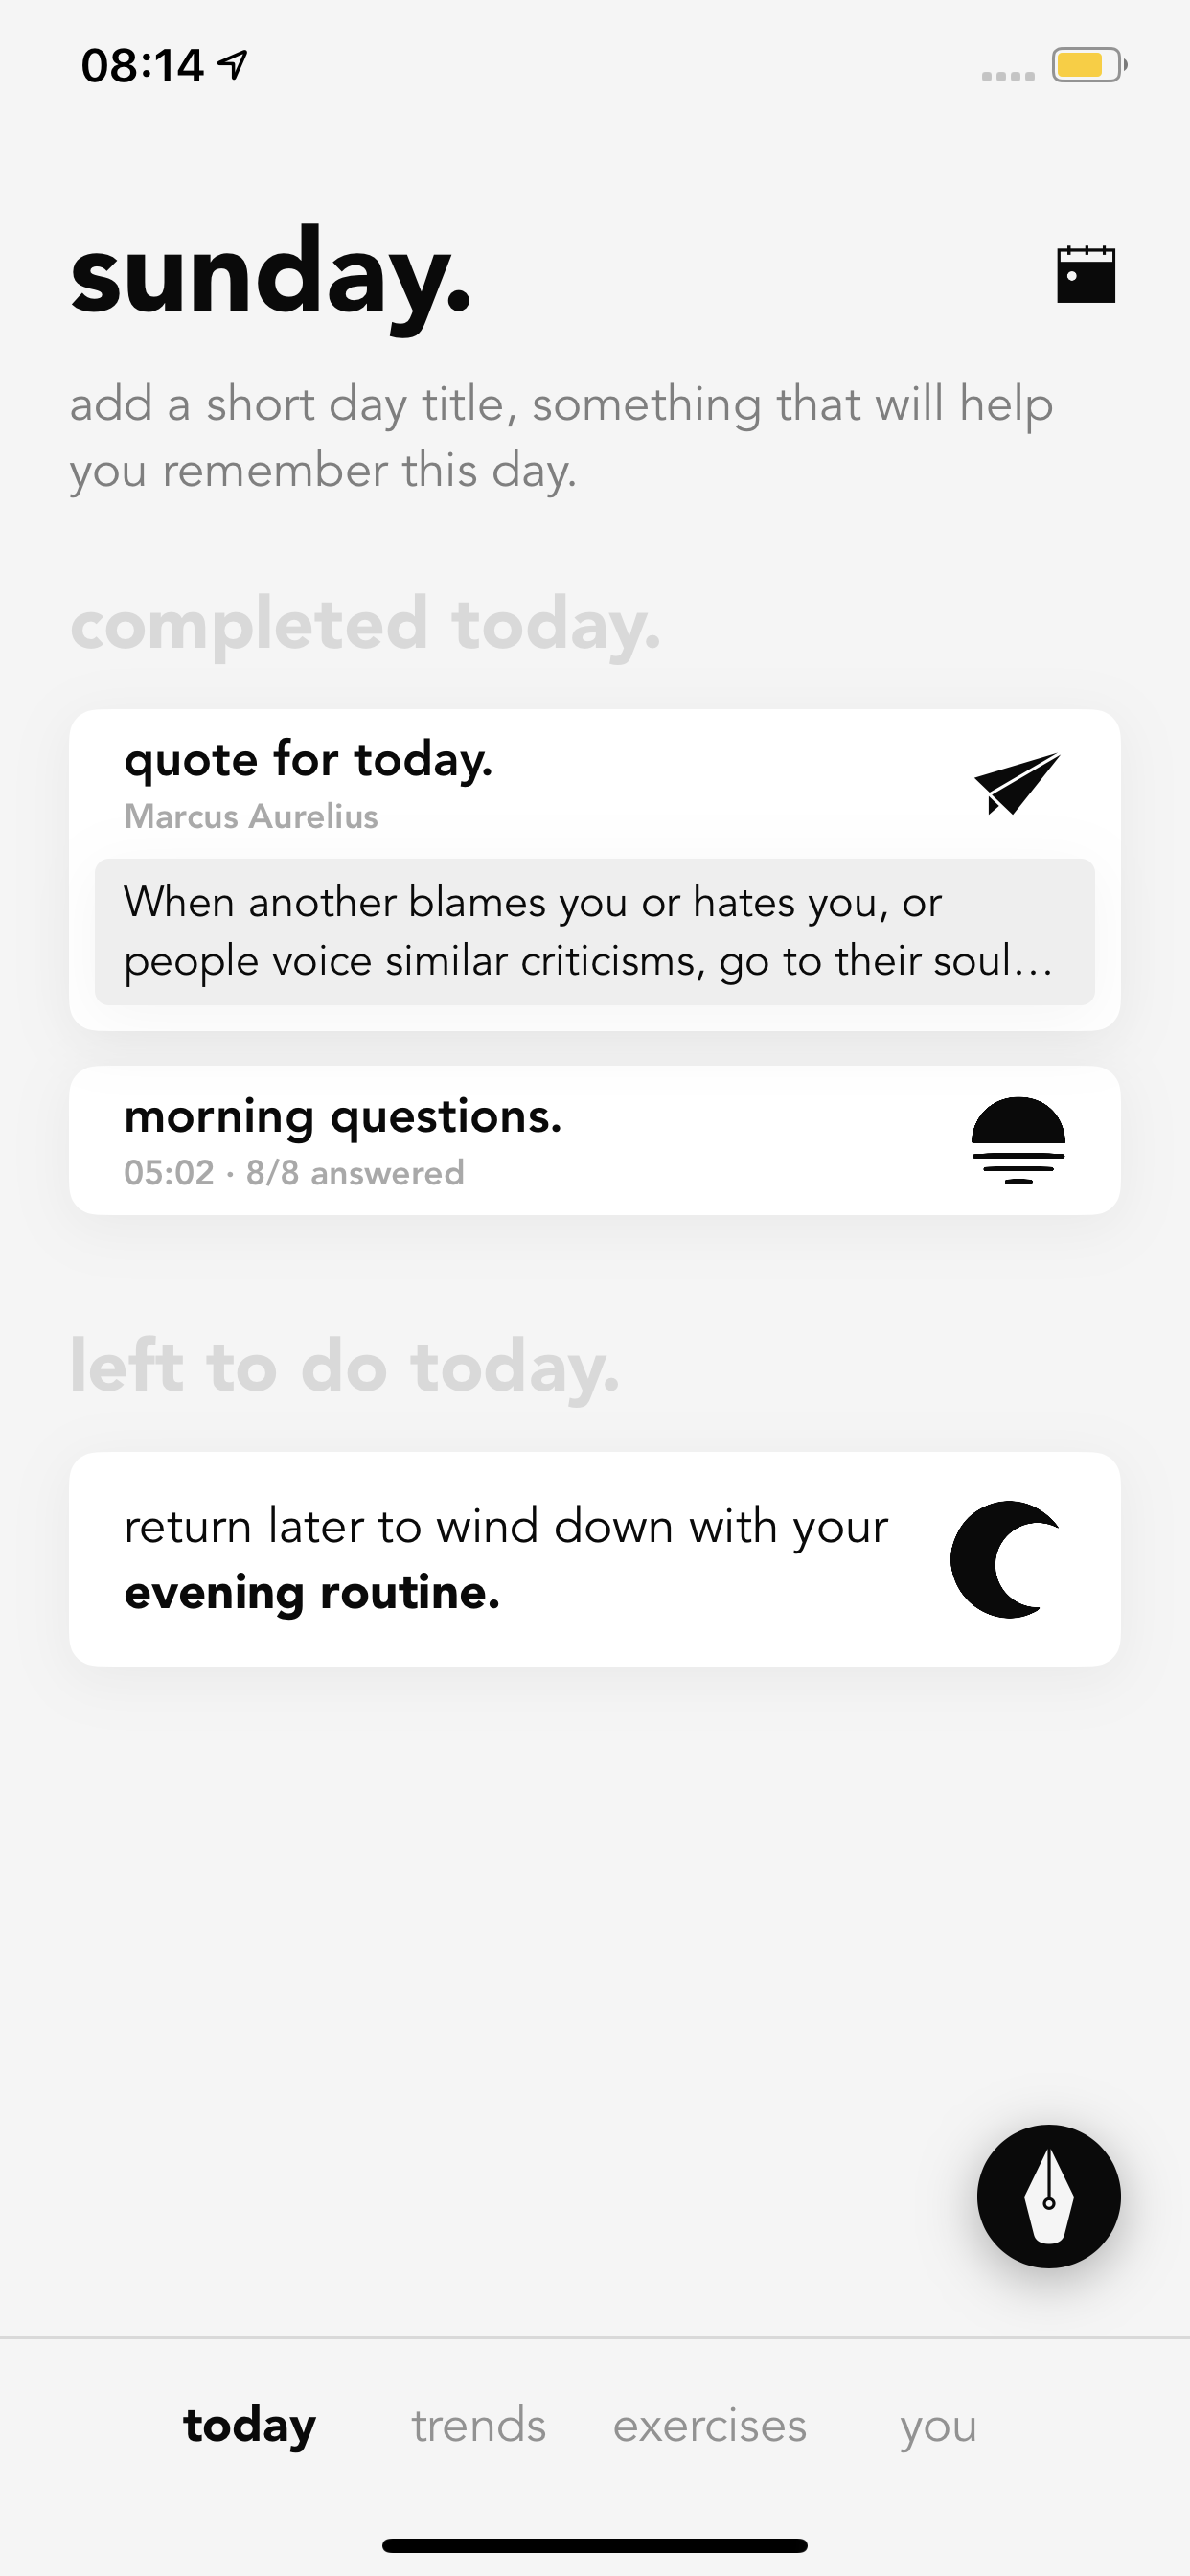 08:14
sunday.
add a short day title, something that will help
you remember this day.
completed today.
quote for today.
Marcus Aurelius
When another blames you or hates you, or
people voice similar criticisms, go to their soul...
morning questions.
05:02 · 8/8 answered
left to do today.
return later to wind down with your
evening routine.
today trends exercises you